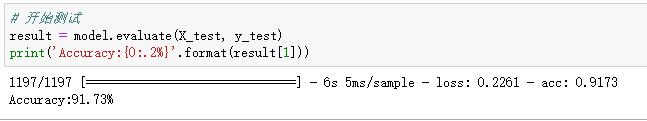 # 开始测试
result = model.evaluate(X_test, y_test)
print('Accuracy:{0:.2%}'.format(result[1]))
1197/1197 [==============================] - 6s 5ms/sample - loss: 0.2261 - acc: 0.9173
Accuracy:91.73%